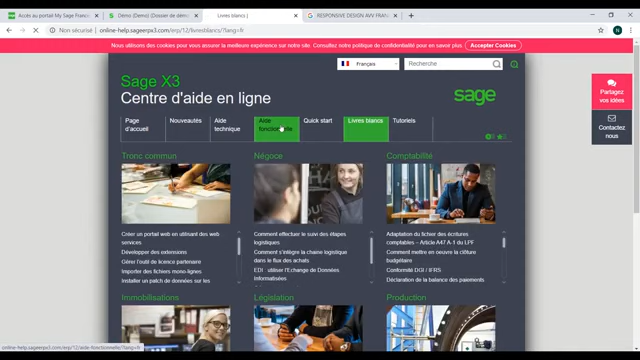 Accès au portail My Sage France
Démo (Demo) (Dossier de démo
Livres blancs |
RESPONSIVE DESIGN AVV FRAT
Non sécurisé | online-help.sageerpx3.com/erp/12/livresblancs/?lang=fr
Nous utilisons des cookies pour vous assurer la meilleure expérience sur notre site. Consultez notre politique de confidentialité pour en savoir plus
Accepter Cookies
Français
Recherche
Sage X3
Centre d'aide en ligne
sage
Partagez
vos idées
Contactez
nous
Page
d'accueil
Nouveautés
Aide
technique
Aide
fonctionnelle
Quick start
Livres blancs
Tutoriels
Tronc commun
Négoce
Comptabilité
Créer un portail web en utilisant des web
services
Développer des extensions
Gérer l'outil de licence partenaire
Importer des fichiers mono-lignes
Installer un patch de données sur les
Comment effectuer le suivi des étapes
logistiques
Comment s'intègre la chaine logistique
dans le flux des achats
EDI : utiliser l'Echange de Données
Informatisées
Adaptation du fichier des écritures
comptables – Article A47 A-1 du LPF
Comment mettre en oeuvre la clôture
budgétaire
Conformité DGI / IFRS
Déclaration de la balance des paiements
Immobilisations
Législation
Production
online-help.sageerpx3.com/erp/12/aide-fonctionnelle/?lang=fr